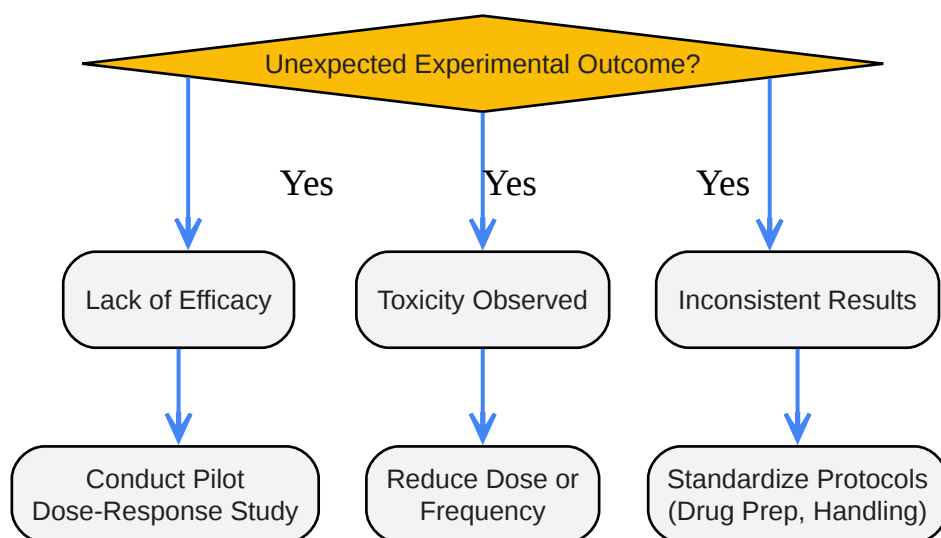 Unexpected Experimental Outcome?
Yes
Yes
Yes
Lack of Efficacy
Toxicity Observed
Inconsistent Results
Conduct Pilot
Dose-Response Study
Reduce Dose or
Frequency
Standardize Protocols
(Drug Prep, Handling)